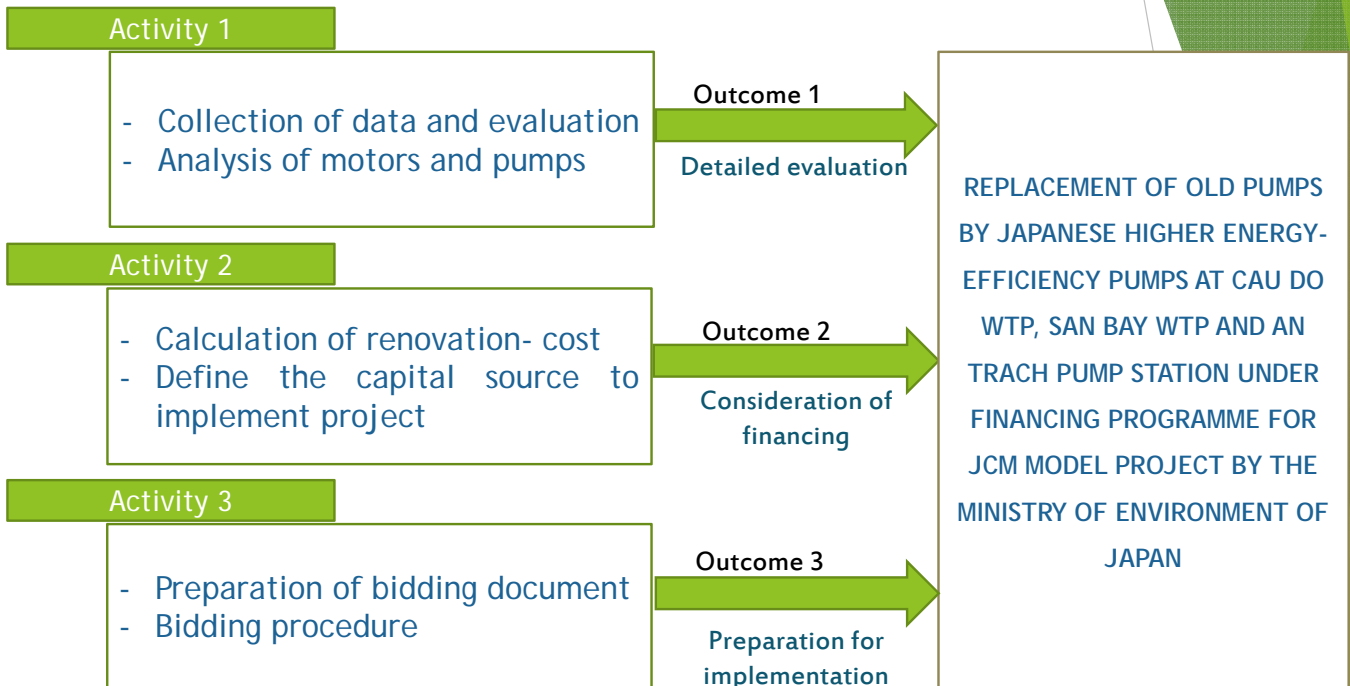 Activity 1
- Collection of data and evaluation
- Analysis of motors and pumps
Outcome 1
Detailed evaluation
Activity 2
- Calculation of renovation- cost
- Define the capital source to
implement project
Outcome 2
Consideration of
financing
Activity 3
- Preparation of bidding document
- Bidding procedure
Outcome 3
Preparation for
implementation
REPLACEMENT OF OLD PUMPS
BY JAPANESE HIGHER ENERGY-
EFFICIENCY PUMPS AT CAU DO
WTP, SAN BAY WTP AND AN
TRACH PUMP STATION UNDER
FINANCING PROGRAMME FOR
JCM MODEL PROJECT BY THE
MINISTRY OF ENVIRONMENT OF
JAPAN